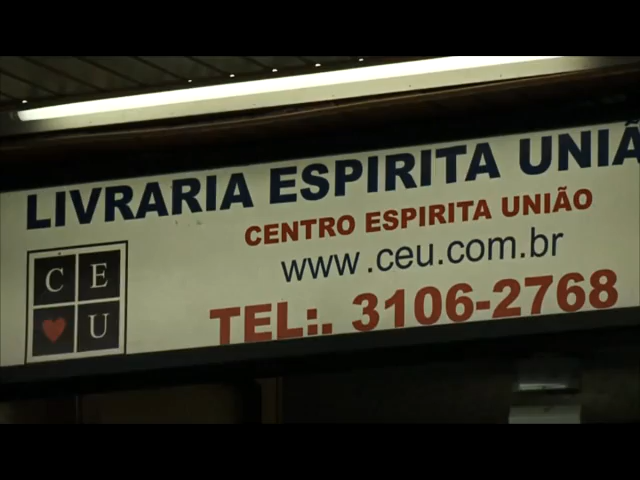 LIVRARIA ESPIRITA UNIÃ
CENTRO ESPIRITA UNIÃO
www.ceu.com.br
TEL:. 3106-2768
C E
U